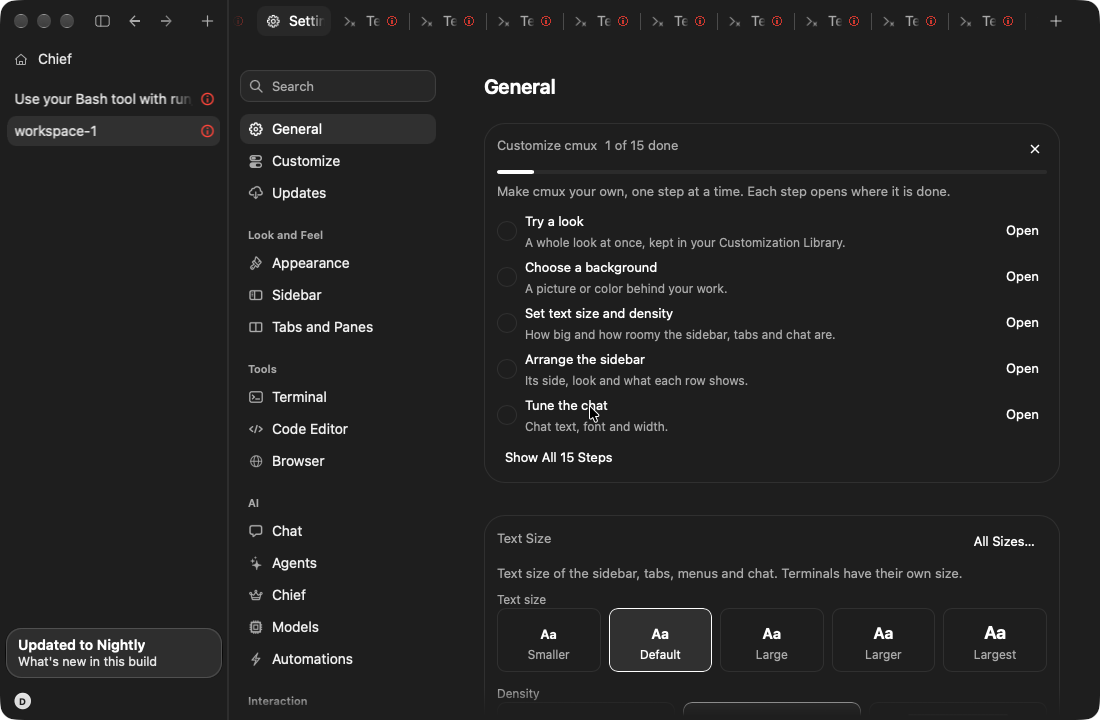 Settin
Te
Te
Te
Te
Te
Te
Te
Te
Te
Chief
Use your Bash tool with run
workspace-1
Updated to Nightly
What's new in this build
D
Search
General
Customize
Updates
Look and Feel
Appearance
Sidebar
Tabs and Panes
Tools
Terminal
Code Editor
Browser
AI
Chat
Agents
Chief
Models
Automations
Interaction
General
Customize cmux 1 of 15 done
Make cmux your own, one step at a time. Each step opens where it is done.
Try a look
A whole look at once, kept in your Customization Library.
Open
Choose a background
A picture or color behind your work.
Open
Set text size and density
How big and how roomy the sidebar, tabs and chat are.
Open
Arrange the sidebar
Its side, look and what each row shows.
Open
Tune the chat
Chat text, font and width.
Open
Show All 15 Steps
Text Size
All Sizes...
Text size of the sidebar, tabs, menus and chat. Terminals have their own size.
Text size
Aa Aa Aa Aa Aa
Smaller Default Large Larger Largest
Density